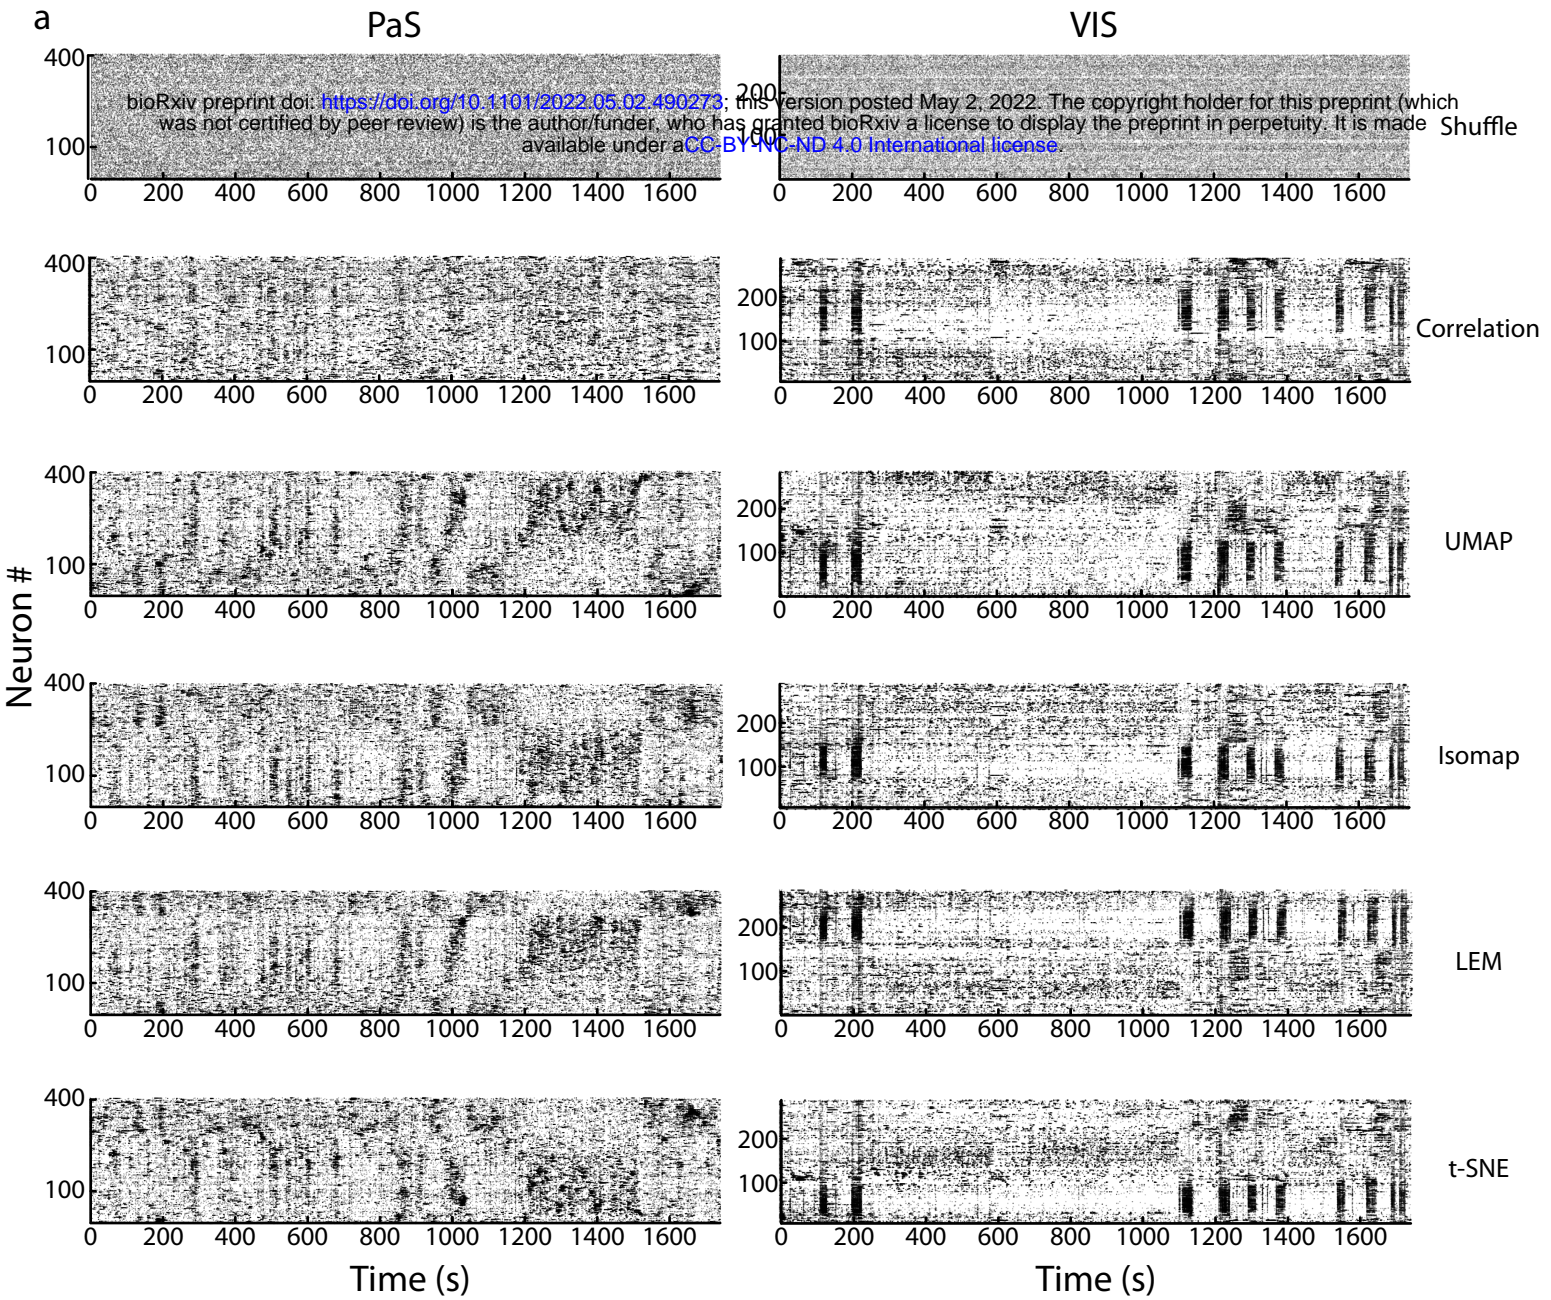 a
PaS
VIS
400
100
200
100
bioRxiv preprint doi: https://doi.org/10.1101/2022.05.02.490273; this version posted May 2, 2022. The copyright holder for this preprint (which
was not certified by peer review) is the author/funder, who has granted bioRxiv a license to display the preprint in perpetuity. It is made
available under aCC-BY-NC-ND 4.0 International license.
Shuffle
0 200 400 600 800 1000 1200 1400 1600
0 200 400 600 800 1000 1200 1400 1600
400
100
200
100
Correlation
0 200 400 600 800 1000 1200 1400 1600
0 200 400 600 800 1000 1200 1400 1600
400
100
200
100
UMAP
0 200 400 600 800 1000 1200 1400 1600
0 200 400 600 800 1000 1200 1400 1600
Neuron #
400
100
200
100
Isomap
0 200 400 600 800 1000 1200 1400 1600
0 200 400 600 800 1000 1200 1400 1600
400
100
200
100
LEM
0 200 400 600 800 1000 1200 1400 1600
0 200 400 600 800 1000 1200 1400 1600
400
100
200
100
t-SNE
0 200 400 600 800 1000 1200 1400 1600
0 200 400 600 800 1000 1200 1400 1600
Time (s)
Time (s)